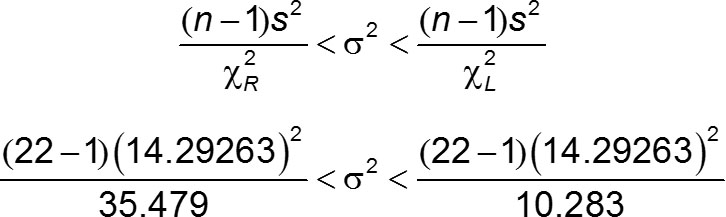 (n − 1)s² / χ²_R < σ² < (n − 1)s² / χ²_L
(22 − 1)(14.29263)² / 35.479 < σ² < (22 − 1)(14.29263)² / 10.283